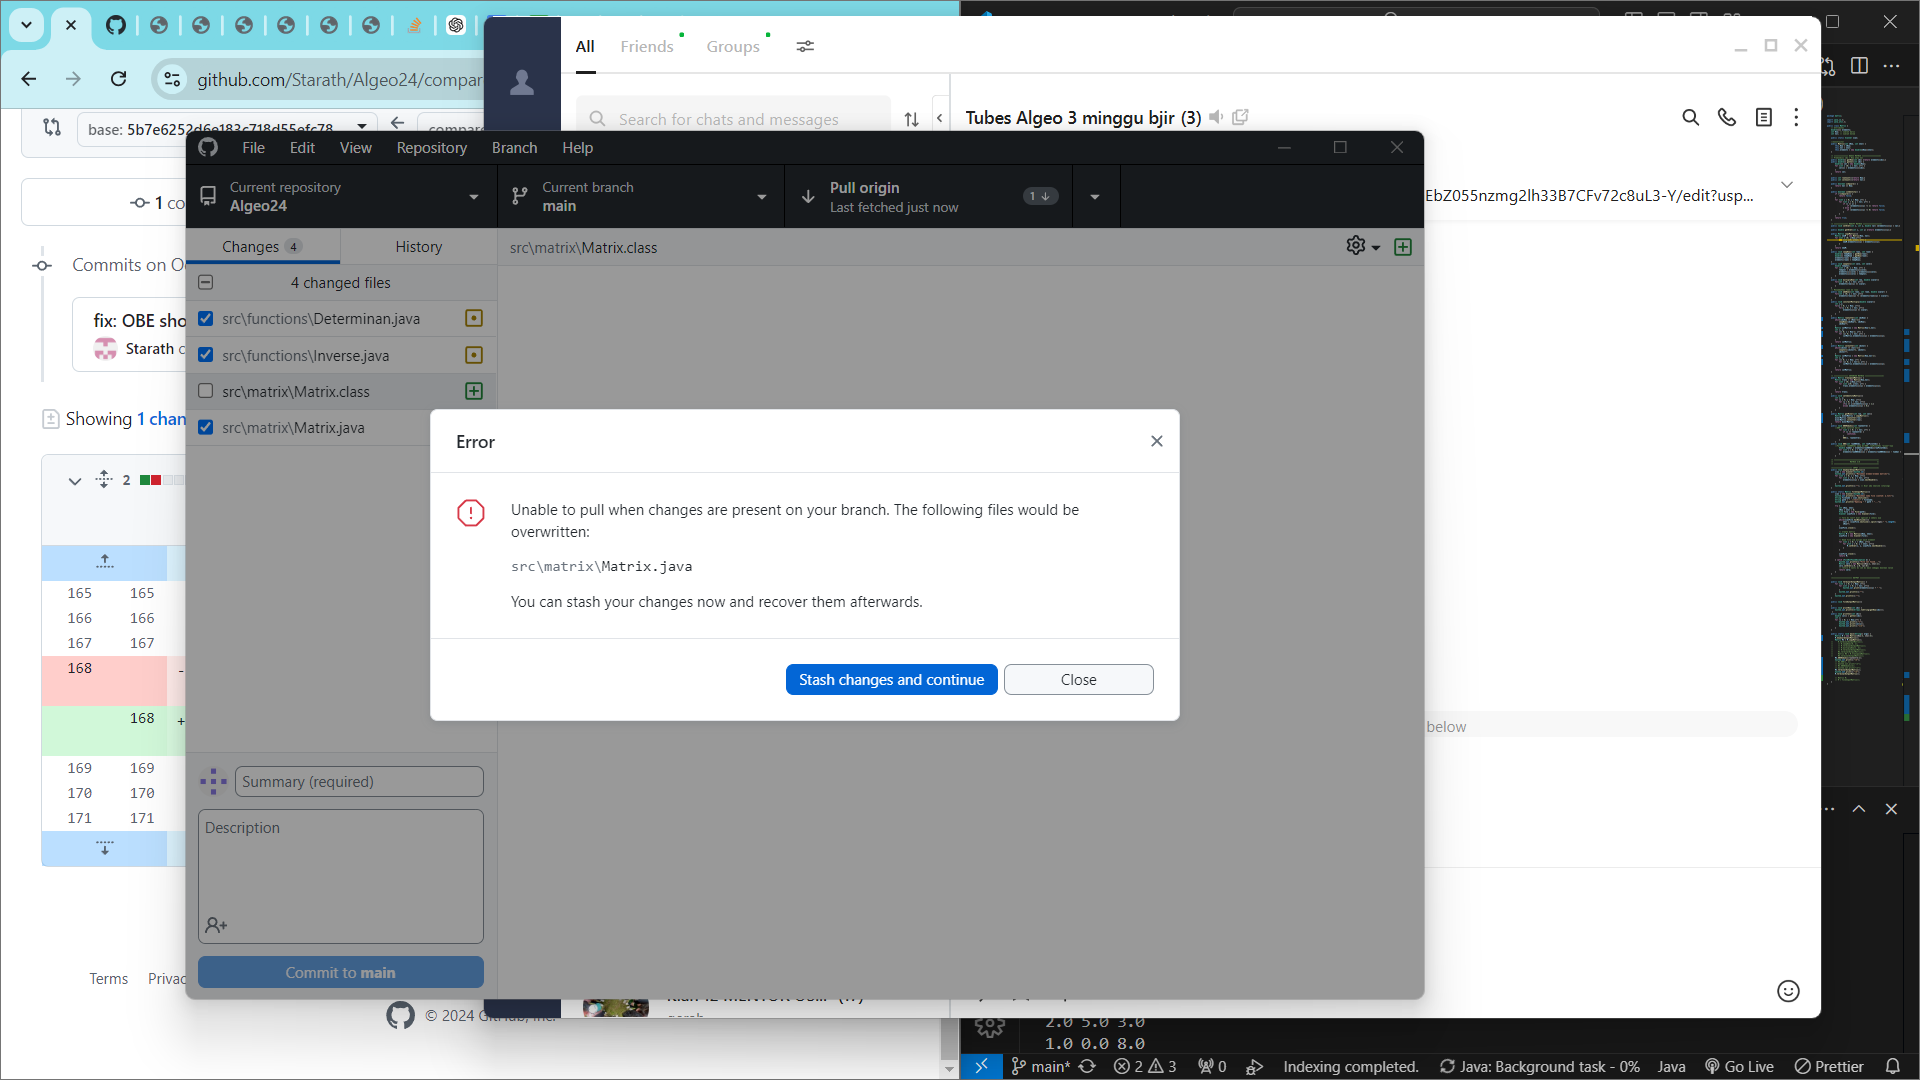 github.com/Starath/Algeo24/compar
base: 5b7e6252d6e183c718d55efc78
1 co
Commits on O
fix: OBE sho
Starath c
Showing 1 chan
2
165 165
166 166
167 167
168 -
168 +
169 169
170 170
171 171
Terms Privac
© 2024 GitHub, Inc.
All
Friends
Groups
Search for chats and messages
Tubes Algeo 3 minggu bjir (3)
EbZ055nzmg2lh33B7CFv72c8uL3-Y/edit?usp...
below
File Edit View Repository Branch Help
Current repository
Algeo24
Current branch
main
Pull origin
Last fetched just now
1
Changes 4
History
src\matrix\Matrix.class
4 changed files
src\functions\Determinan.java
src\functions\Inverse.java
src\matrix\Matrix.class
src\matrix\Matrix.java
Error
Unable to pull when changes are present on your branch. The following files would be
overwritten:
src\matrix\Matrix.java
You can stash your changes now and recover them afterwards.
Stash changes and continue
Close
Summary (required)
Description
Commit to main
2.0 5.0 3.0
1.0 0.0 8.0
main*
2
3
0
Indexing completed.
Java: Background task - 0%
Java
Go Live
Prettier